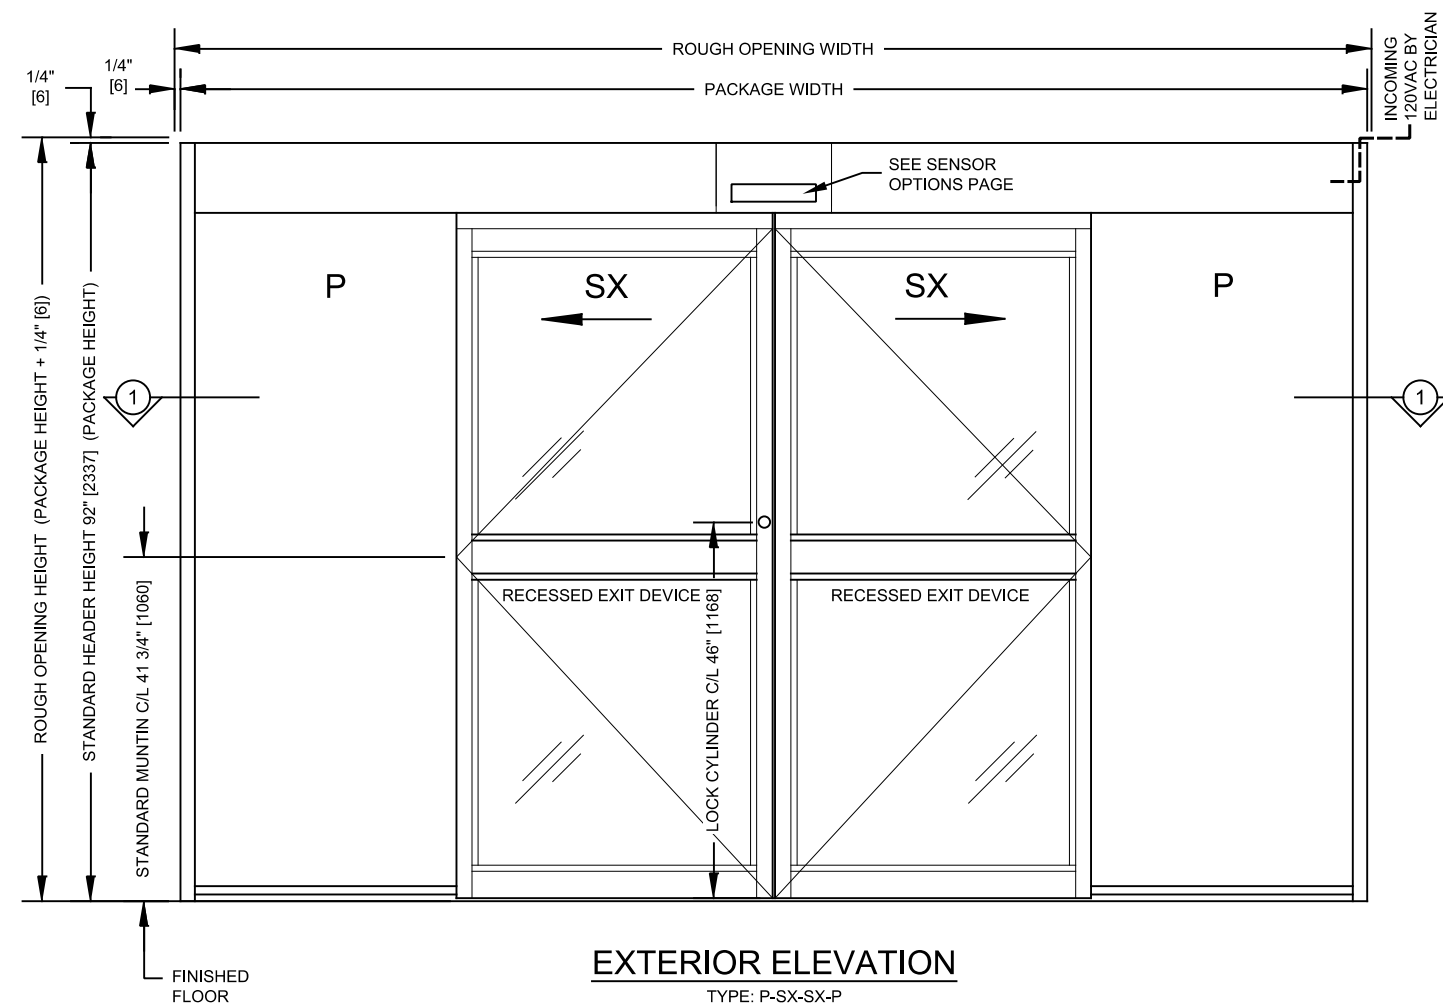 ROUGH OPENING WIDTH
PACKAGE WIDTH
1/4"
[6]
1/4"
[6]
INCOMING
120VAC BY
ELECTRICIAN
SEE SENSOR
OPTIONS PAGE
P
SX
SX
P
1
1
ROUGH OPENING HEIGHT (PACKAGE HEIGHT + 1/4" [6])
STANDARD HEADER HEIGHT 92" [2337] (PACKAGE HEIGHT)
STANDARD MUNTIN C/L 41 3/4" [1060]
RECESSED EXIT DEVICE
LOCK CYLINDER C/L 46" [1168]
RECESSED EXIT DEVICE
FINISHED
FLOOR
EXTERIOR ELEVATION
TYPE: P-SX-SX-P